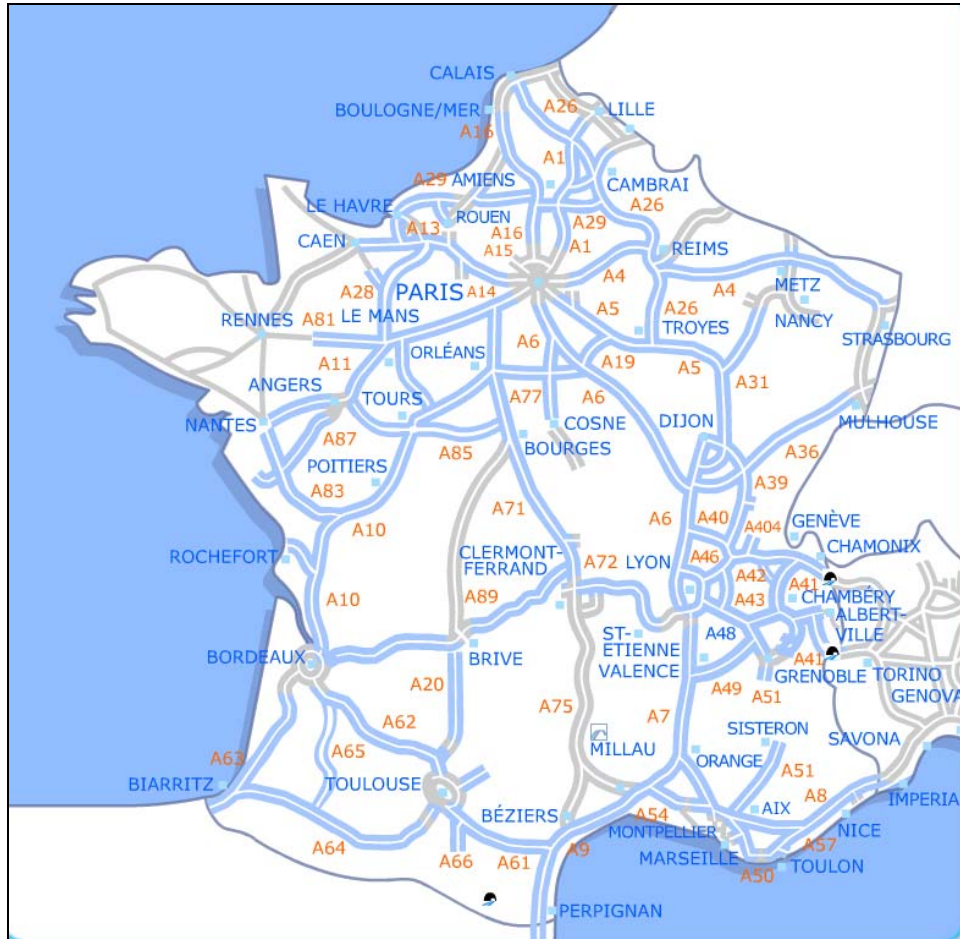 CALAIS
BOULOGNE/MER
A26
LILLE
A16
A1
A29
AMIENS
CAMBRAI
A26
LE HAVRE
ROUEN
A13
A16
A29
CAEN
A15
A1
REIMS
A4
A28
PARIS
A14
A4
METZ
A5
A26
LE MANS
NANCY
RENNES
A81
TROYES
STRASBOURG
A6
ORLÉANS
A11
A19
A5
A31
ANGERS
A77
A6
TOURS
NANTES
COSNE
DIJON
MULHOUSE
A87
BOURGES
A85
A36
POITIERS
A39
A83
A71
A6
A40
A404
A10
GENÈVE
ROCHEFORT
CLERMONT-
FERRAND
A72
LYON
A46
CHAMONIX
A42
A41
A10
A89
A43
CHAMBÉRY
ALBERT-
VILLE
ST-
ETIENNE
A48
BORDEAUX
BRIVE
VALENCE
A41
GRENOBLE
TORINO
A20
A49
A51
GENOVA
A75
A62
A7
SISTERON
A65
MILLAU
SAVONA
A63
ORANGE
A51
BIARRITZ
TOULOUSE
A8
IMPERIA
BÉZIERS
A54
AIX
MONTPELLIER
NICE
A64
A66
A61
A9
MARSEILLE
A57
A50
TOULON
PERPIGNAN